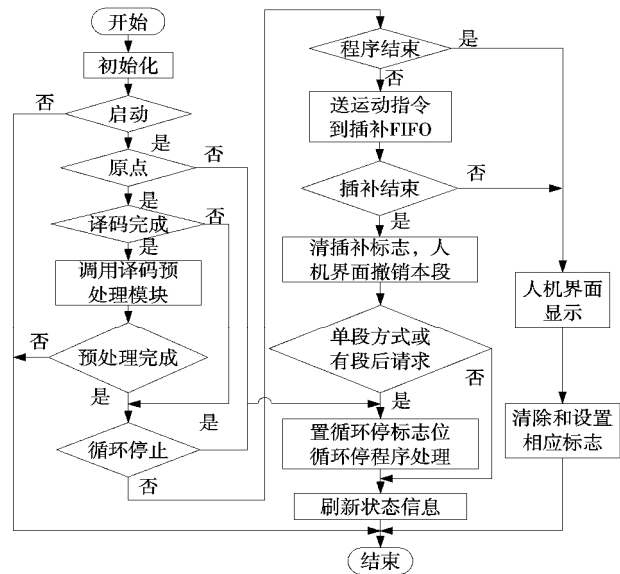 开始
初始化
否
启动
是
原点
否
是
译码完成
否
是
调用译码预
处理模块
否
预处理完成
是
循环停止
是
否
程序结束
是
否
送运动指令
到插补FIFO
插补结束
否
是
清插补标志，人
机界面撤销本段
单段方式或
有段后请求
否
是
置循环停标志位
循环停程序处理
刷新状态信息
人机界面
显示
清除和设置
相应标志
结束